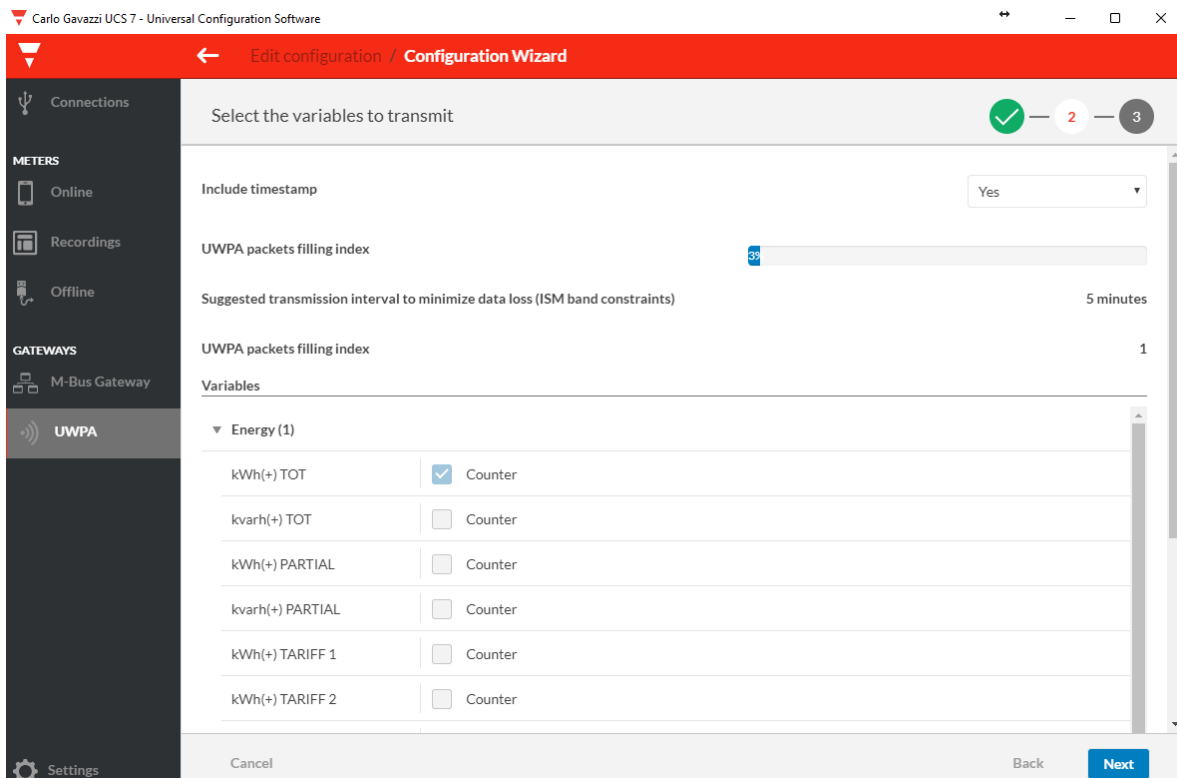 Carlo Gavazzi UCS 7 - Universal Configuration Software
Edit configuration / Configuration Wizard
Connections
METERS
Online
Recordings
Offline
GATEWAYS
M-Bus Gateway
UWPA
Settings
Select the variables to transmit
2
3
Include timestamp
Yes
UWPA packets filling index
39
Suggested transmission interval to minimize data loss (ISM band constraints)
5 minutes
UWPA packets filling index
1
Variables
Energy (1)
kWh(+) TOT
Counter
kvarh(+) TOT
Counter
kWh(+) PARTIAL
Counter
kvarh(+) PARTIAL
Counter
kWh(+) TARIFF 1
Counter
kWh(+) TARIFF 2
Counter
Cancel
Back
Next